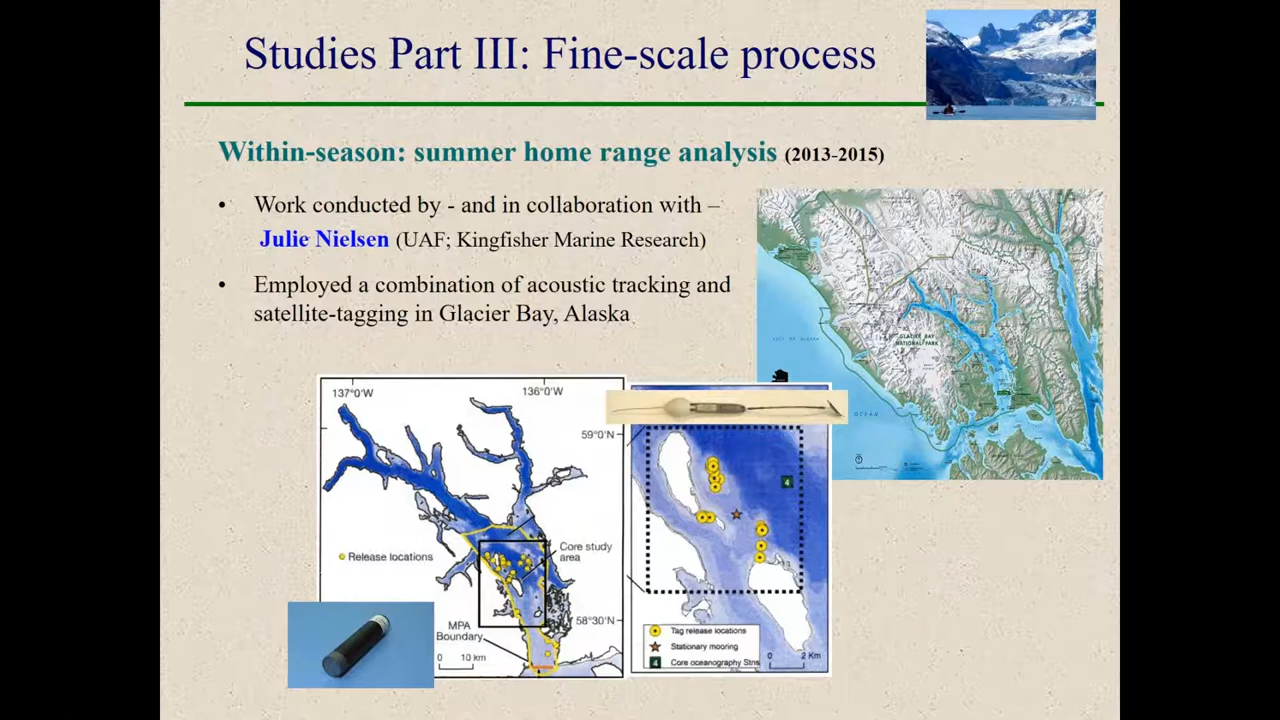 Studies Part III: Fine-scale process
Within-season: summer home range analysis (2013-2015)
• Work conducted by - and in collaboration with –
Julie Nielsen (UAF; Kingfisher Marine Research)
• Employed a combination of acoustic tracking and
satellite-tagging in Glacier Bay, Alaska
GLACIER BAY
NATIONAL PARK
OCEAN
137°0'W
136°0'W
59°0'N
Release locations
Core study
area
58°30'N
MPA
Boundary
0 10 km
4
Tag release locations
Stationary mooring
4 Core oceanography Stns
0 2 Km